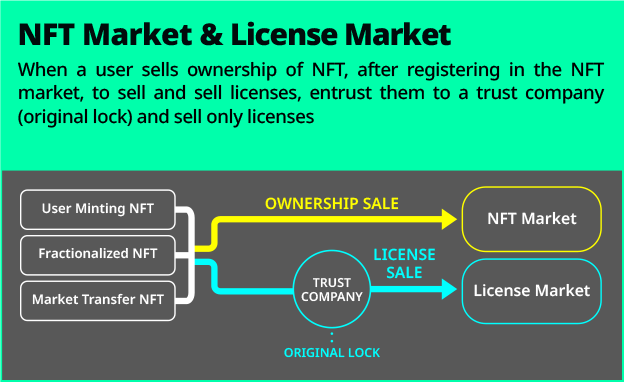 NFT Market & License Market
When a user sells ownership of NFT, after registering in the NFT
market, to sell and sell licenses, entrust them to a trust company
(original lock) and sell only licenses
User Minting NFT
Fractionalized NFT
Market Transfer NFT
OWNERSHIP SALE
NFT Market
LICENSE
SALE
TRUST
COMPANY
License Market
ORIGINAL LOCK